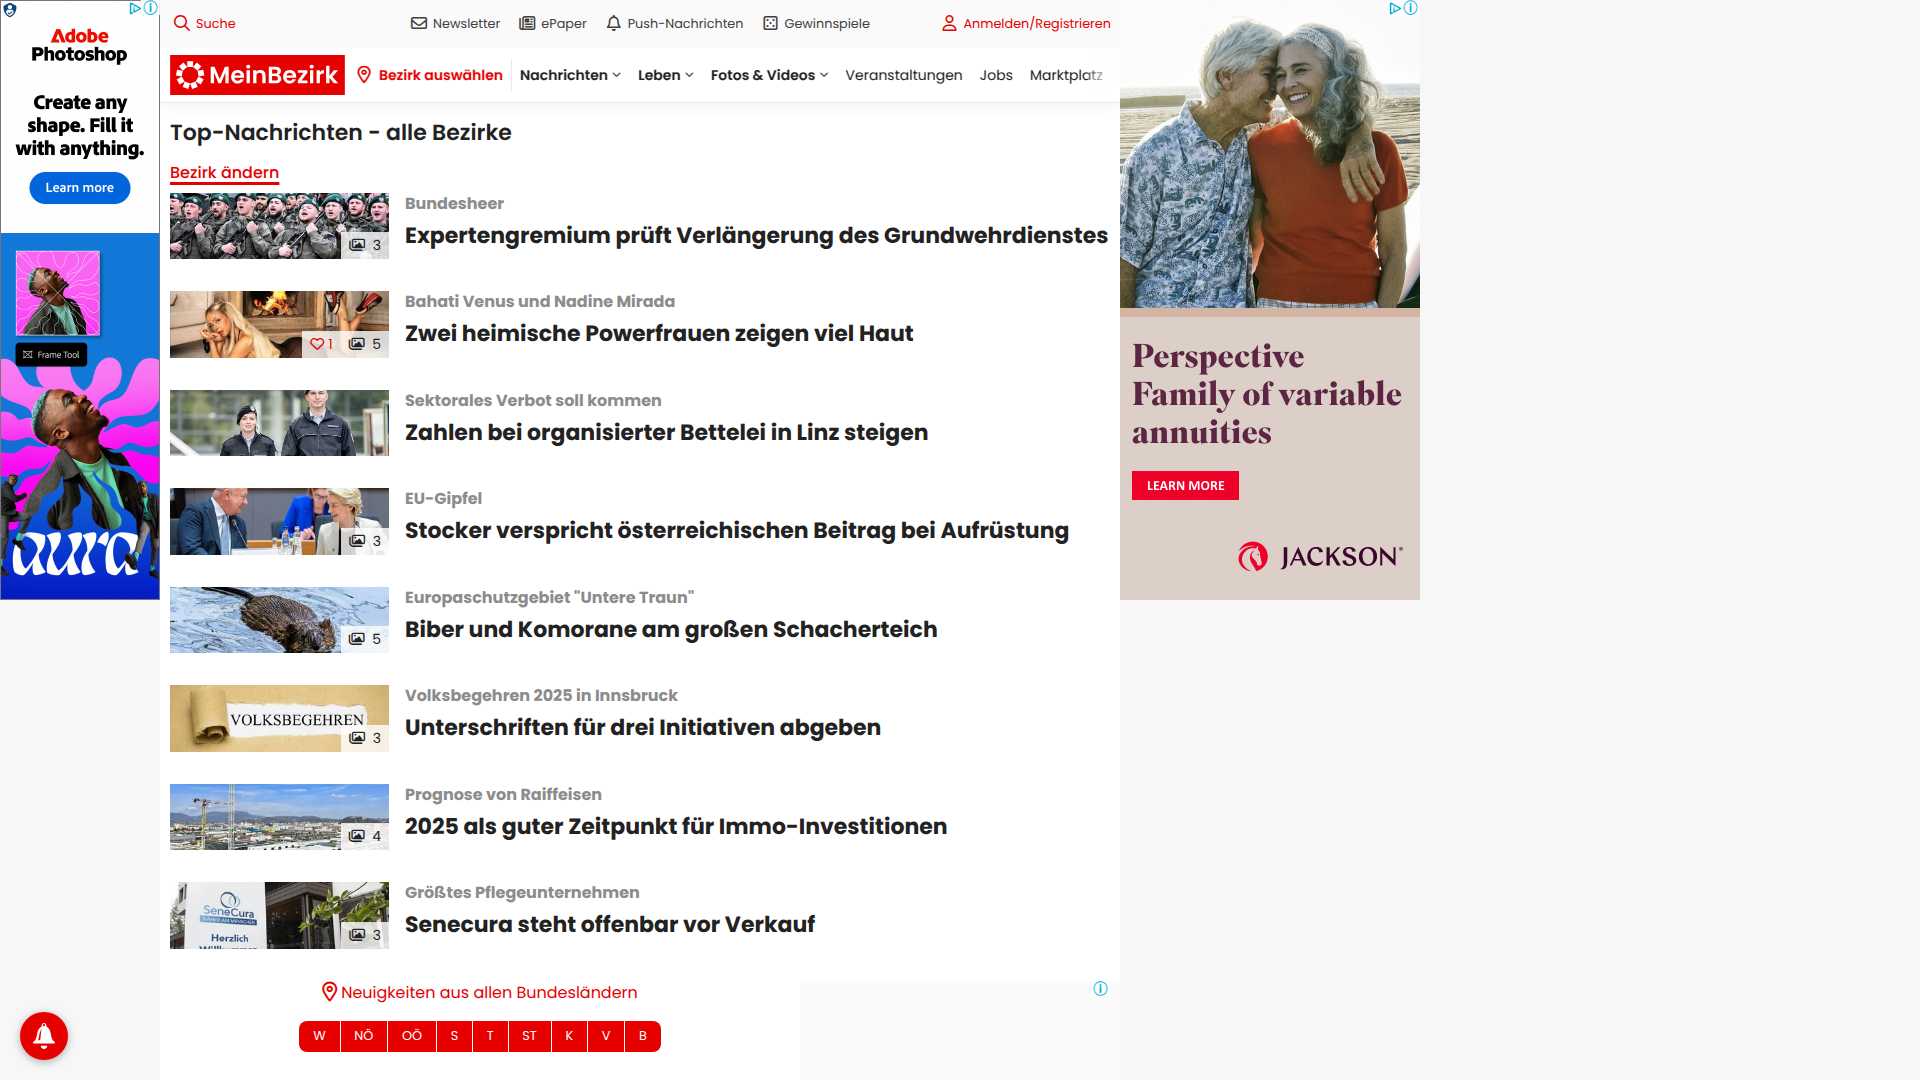 Adobe
Photoshop
Create any
shape. Fill it
with anything.
Learn more
Frame Tool
aura
Suche
Newsletter
ePaper
Push-Nachrichten
Gewinnspiele
Anmelden/Registrieren
MeinBezirk
Bezirk auswählen
Nachrichten
Leben
Fotos & Videos
Veranstaltungen
Jobs
Marktplatz
Top-Nachrichten - alle Bezirke
Bezirk ändern
3
Bundesheer
Expertengremium prüft Verlängerung des Grundwehrdienstes
1 5
Bahati Venus und Nadine Mirada
Zwei heimische Powerfrauen zeigen viel Haut
Sektorales Verbot soll kommen
Zahlen bei organisierter Bettelei in Linz steigen
3
EU-Gipfel
Stocker verspricht österreichischen Beitrag bei Aufrüstung
5
Europaschutzgebiet "Untere Traun"
Biber und Komorane am großen Schacherteich
VOLKSBEGEHREN
3
Volksbegehren 2025 in Innsbruck
Unterschriften für drei Initiativen abgeben
4
Prognose von Raiffeisen
2025 als guter Zeitpunkt für Immo-Investitionen
SeneCura
Herzlich
3
Größtes Pflegeunternehmen
Senecura steht offenbar vor Verkauf
Neuigkeiten aus allen Bundesländern
W NÖ OÖ S T ST K V B
Perspective
Family of variable
annuities
LEARN MORE
JACKSON®